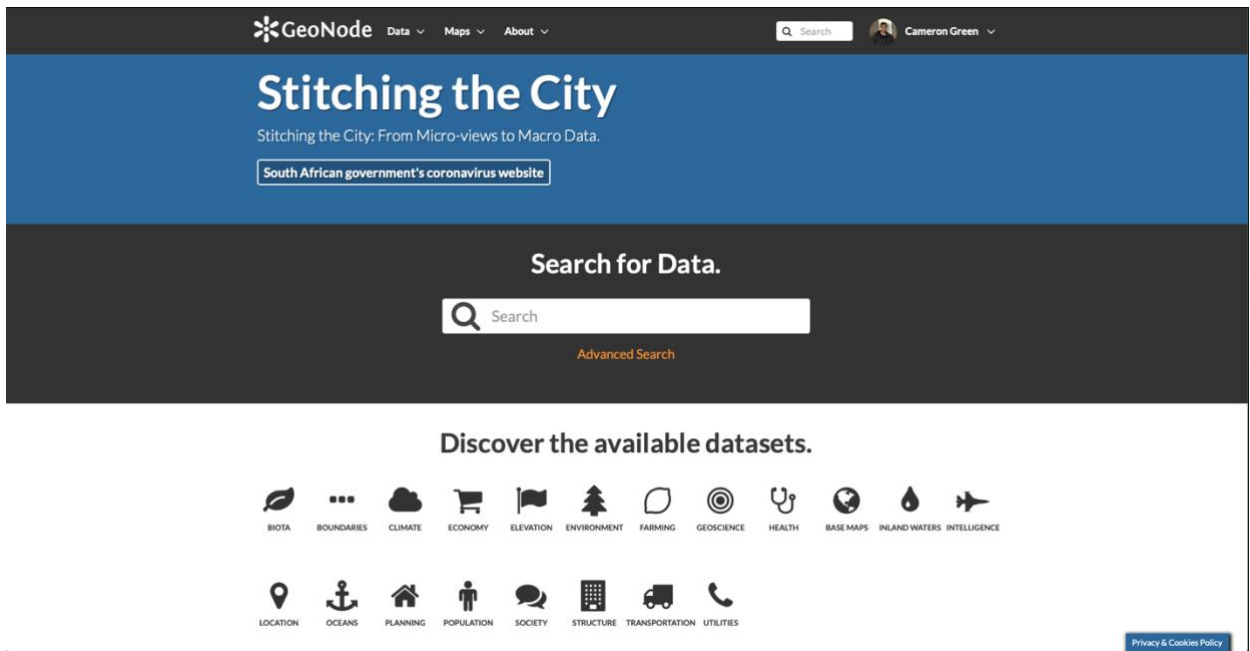 GeoNode Data Maps About Search Cameron Green
Stitching the City
Stitching the City: From Micro-views to Macro Data.
South African government's coronavirus website
Search for Data.
Search
Advanced Search
Discover the available datasets.
BIOTA BOUNDARIES CLIMATE ECONOMY ELEVATION ENVIRONMENT FARMING GEOSCIENCE HEALTH BASE MAPS INLAND WATERS INTELLIGENCE
LOCATION OCEANS PLANNING POPULATION SOCIETY STRUCTURE TRANSPORTATION UTILITIES
Privacy & Cookies Policy